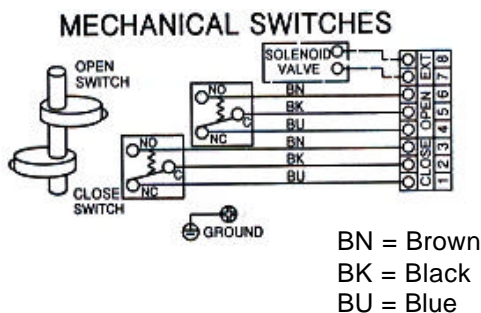 MECHANICAL SWITCHES
OPEN
SWITCH
SOLENOID
VALVE
NO
C
NC
BN
BK
BU
NO
C
NC
BN
BK
BU
CLOSE
SWITCH
GROUND
EXT
OPEN
CLOSE
8
7
6
5
4
3
2
1
BN = Brown
BK = Black
BU = Blue